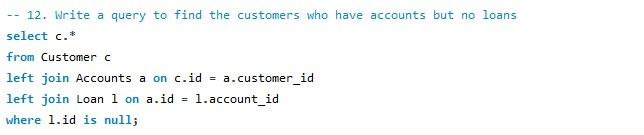 -- 12. Write a query to find the customers who have accounts but no loans
select c.*
from Customer c
left join Accounts a on c.id = a.customer_id
left join Loan l on a.id = l.account_id
where l.id is null;